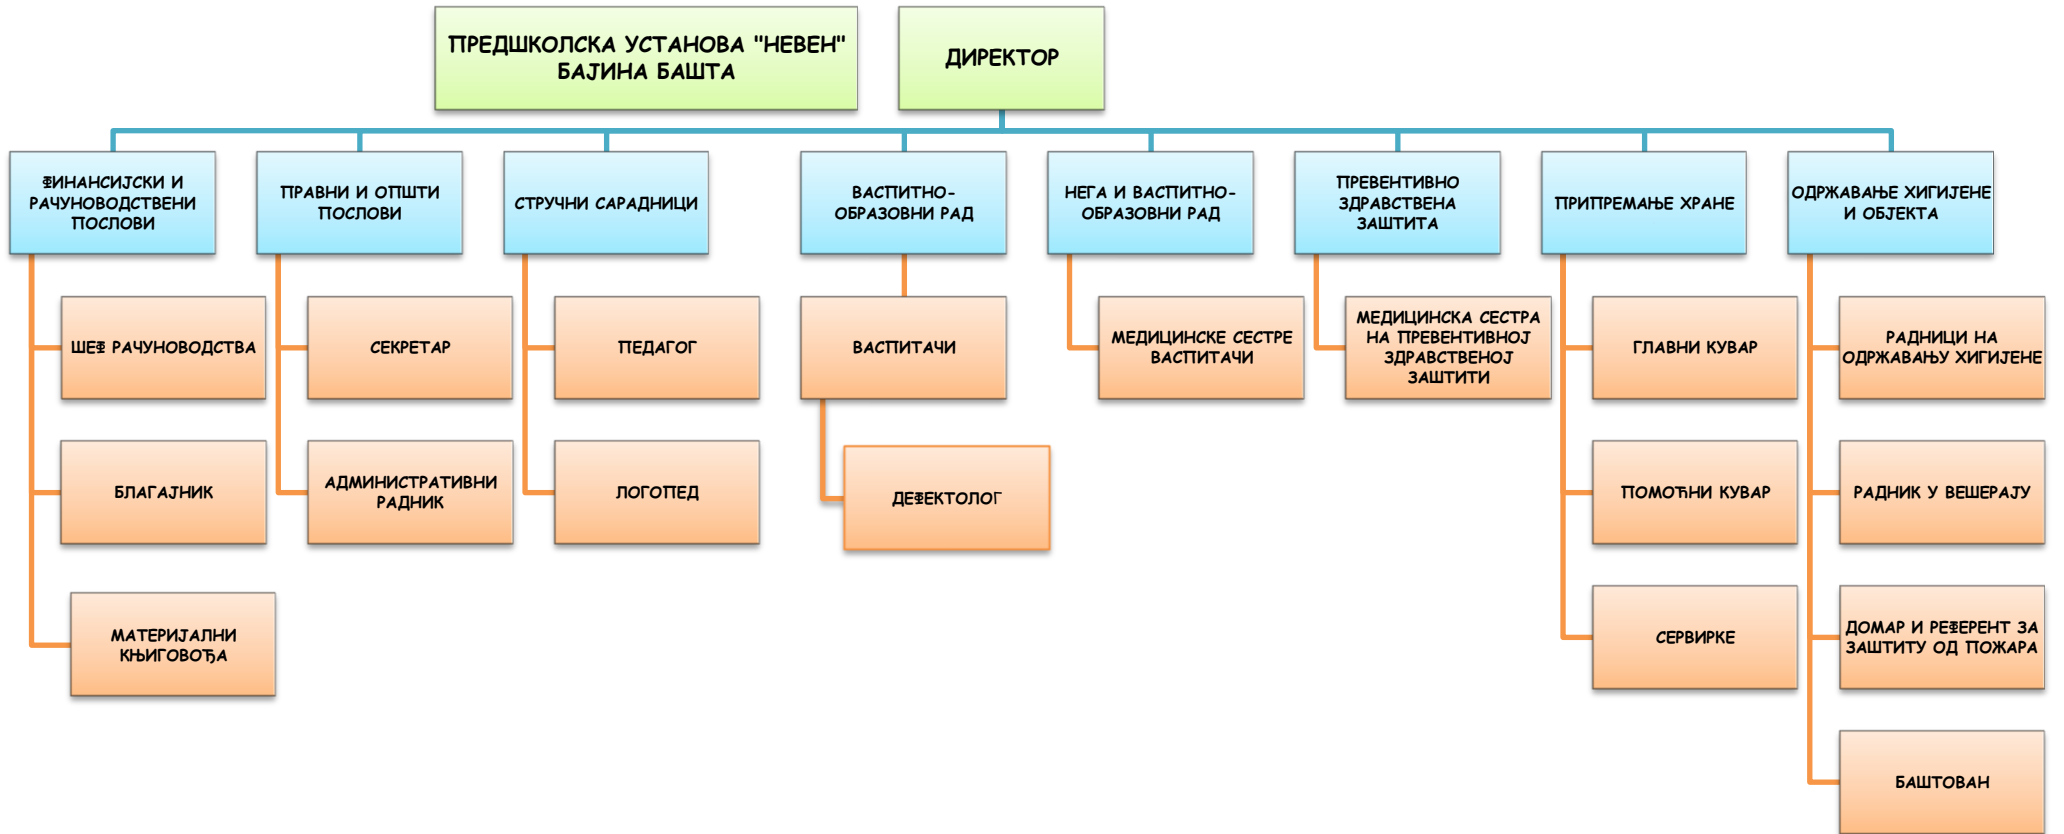 ПРЕДШКОЛСКА УСТАНОВА "НЕВЕН"
БАЈИНА БАШТА
ДИРЕКТОР
ФИНАНСИЈСКИ И
РАЧУНОВОДСТВЕНИ
ПОСЛОВИ
ПРАВНИ И ОПШТИ
ПОСЛОВИ
СТРУЧНИ САРАДНИЦИ
ВАСПИТНО-
ОБРАЗОВНИ РАД
НЕГА И ВАСПИТНО-
ОБРАЗОВНИ РАД
ПРЕВЕНТИВНО
ЗДРАВСТВЕНА
ЗАШТИТА
ПРИПРЕМАЊЕ ХРАНЕ
ОДРЖАВАЊЕ ХИГИЈЕНЕ
И ОБЈЕКТА
ШЕФ РАЧУНОВОДСТВА
СЕКРЕТАР
ПЕДАГОГ
ВАСПИТАЧИ
МЕДИЦИНСКЕ СЕСТРЕ
ВАСПИТАЧИ
МЕДИЦИНСКА СЕСТРА
НА ПРЕВЕНТИВНОЈ
ЗДРАВСТВЕНОЈ
ЗАШТИТИ
ГЛАВНИ КУВАР
РАДНИЦИ НА
ОДРЖАВАЊУ ХИГИЈЕНЕ
БЛАГАЈНИК
АДМИНИСТРАТИВНИ
РАДНИК
ЛОГОПЕД
ДЕФЕКТОЛОГ
ПОМОЋНИ КУВАР
РАДНИК У ВЕШЕРАЈУ
МАТЕРИЈАЛНИ
КЊИГОВОЂА
СЕРВИРКЕ
ДОМАР И РЕФЕРЕНТ ЗА
ЗАШТИТУ ОД ПОЖАРА
БАШТОВАН